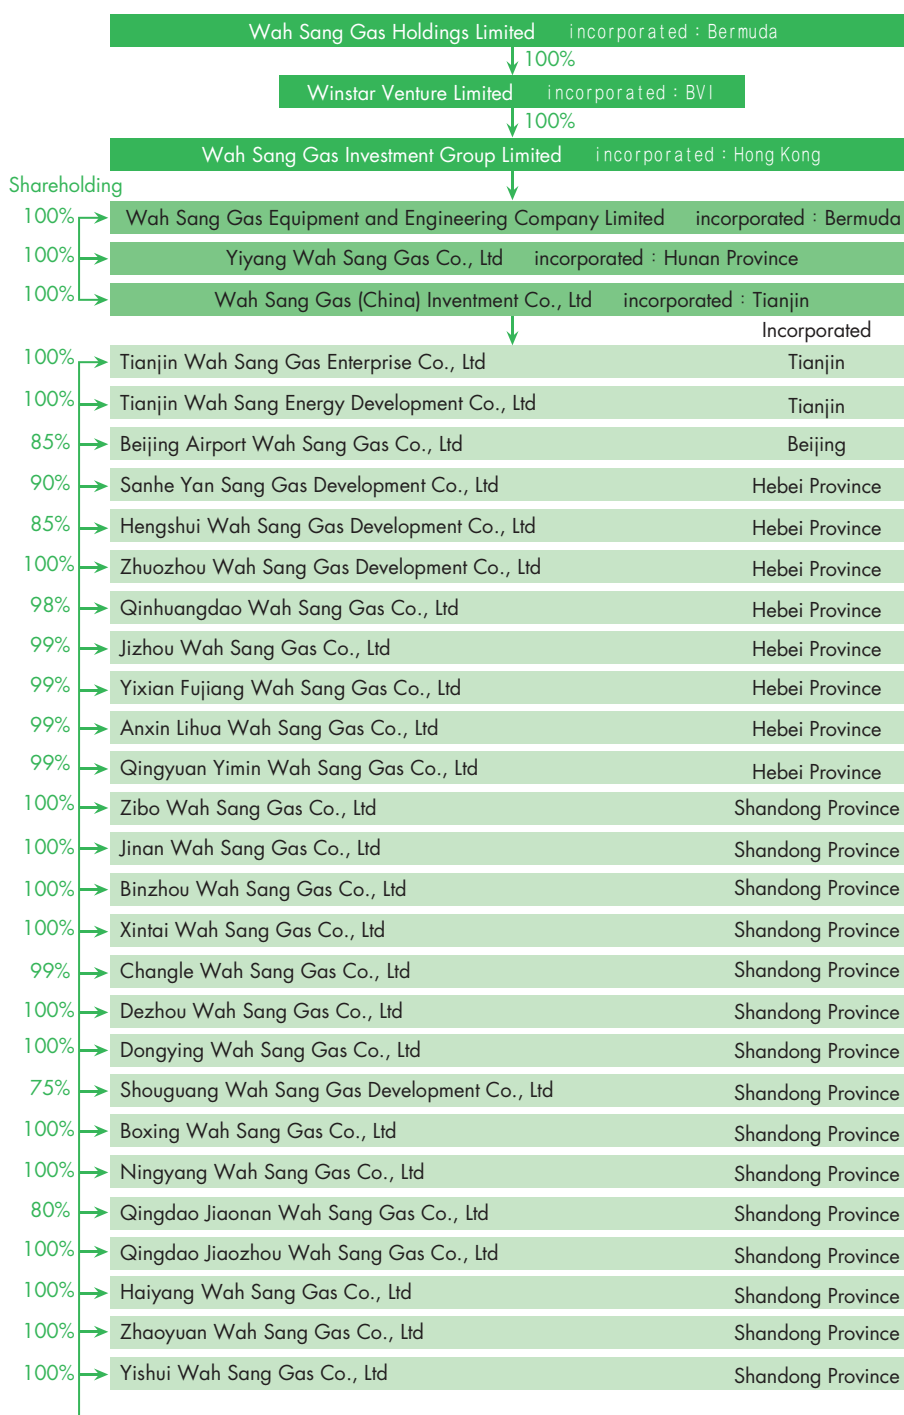 Wah Sang Gas Holdings Limited incorporated : Bermuda
100%
Winstar Venture Limited incorporated : BVI
100%
Wah Sang Gas Investment Group Limited incorporated : Hong Kong
Shareholding
100% Wah Sang Gas Equipment and Engineering Company Limited incorporated : Bermuda
100% Yiyang Wah Sang Gas Co., Ltd incorporated : Hunan Province
100% Wah Sang Gas (China) Inventment Co., Ltd incorporated : Tianjin
Incorporated
100% Tianjin Wah Sang Gas Enterprise Co., Ltd Tianjin
100% Tianjin Wah Sang Energy Development Co., Ltd Tianjin
85% Beijing Airport Wah Sang Gas Co., Ltd Beijing
90% Sanhe Yan Sang Gas Development Co., Ltd Hebei Province
85% Hengshui Wah Sang Gas Development Co., Ltd Hebei Province
100% Zhuozhou Wah Sang Gas Development Co., Ltd Hebei Province
98% Qinhuangdao Wah Sang Gas Co., Ltd Hebei Province
99% Jizhou Wah Sang Gas Co., Ltd Hebei Province
99% Yixian Fujiang Wah Sang Gas Co., Ltd Hebei Province
99% Anxin Lihua Wah Sang Gas Co., Ltd Hebei Province
99% Qingyuan Yimin Wah Sang Gas Co., Ltd Hebei Province
100% Zibo Wah Sang Gas Co., Ltd Shandong Province
100% Jinan Wah Sang Gas Co., Ltd Shandong Province
100% Binzhou Wah Sang Gas Co., Ltd Shandong Province
100% Xintai Wah Sang Gas Co., Ltd Shandong Province
99% Changle Wah Sang Gas Co., Ltd Shandong Province
100% Dezhou Wah Sang Gas Co., Ltd Shandong Province
100% Dongying Wah Sang Gas Co., Ltd Shandong Province
75% Shouguang Wah Sang Gas Development Co., Ltd Shandong Province
100% Boxing Wah Sang Gas Co., Ltd Shandong Province
100% Ningyang Wah Sang Gas Co., Ltd Shandong Province
80% Qingdao Jiaonan Wah Sang Gas Co., Ltd Shandong Province
100% Qingdao Jiaozhou Wah Sang Gas Co., Ltd Shandong Province
100% Haiyang Wah Sang Gas Co., Ltd Shandong Province
100% Zhaoyuan Wah Sang Gas Co., Ltd Shandong Province
100% Yishui Wah Sang Gas Co., Ltd Shandong Province